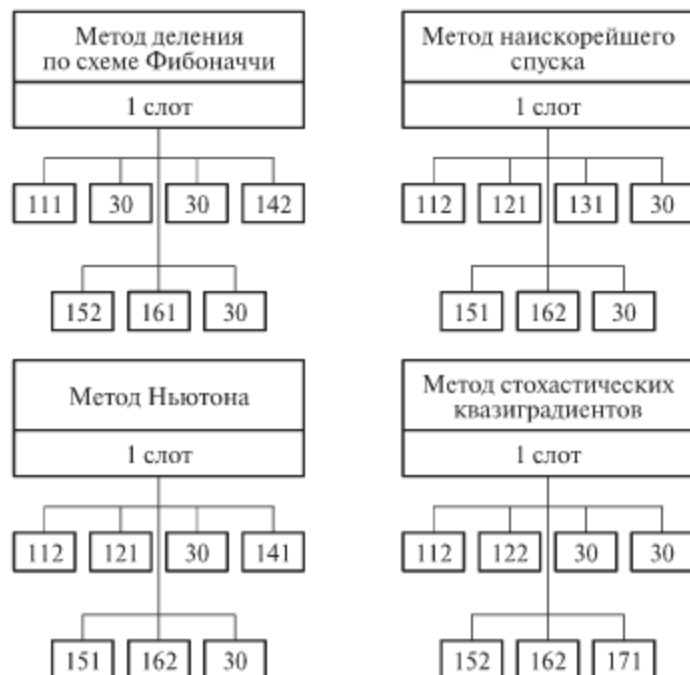 Метод деления
по схеме Фибоначчи
1 слот
111 30 30 142
152 161 30
Метод наискорейшего
спуска
1 слот
112 121 131 30
151 162 30
Метод Ньютона
1 слот
112 121 30 141
151 162 30
Метод стохастических
квазиградиентов
1 слот
112 122 30 30
152 162 171